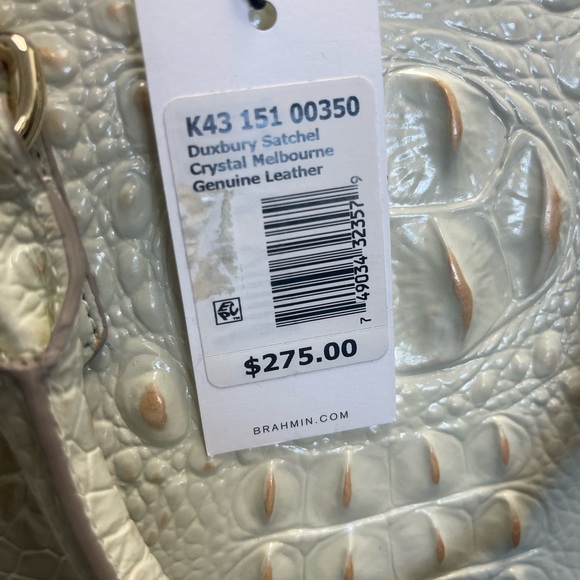 K43 151 00350
Duxbury Satchel
Crystal Melbourne
Genuine Leather
7 49034 32357 9
$275.00
BRAHMIN.COM